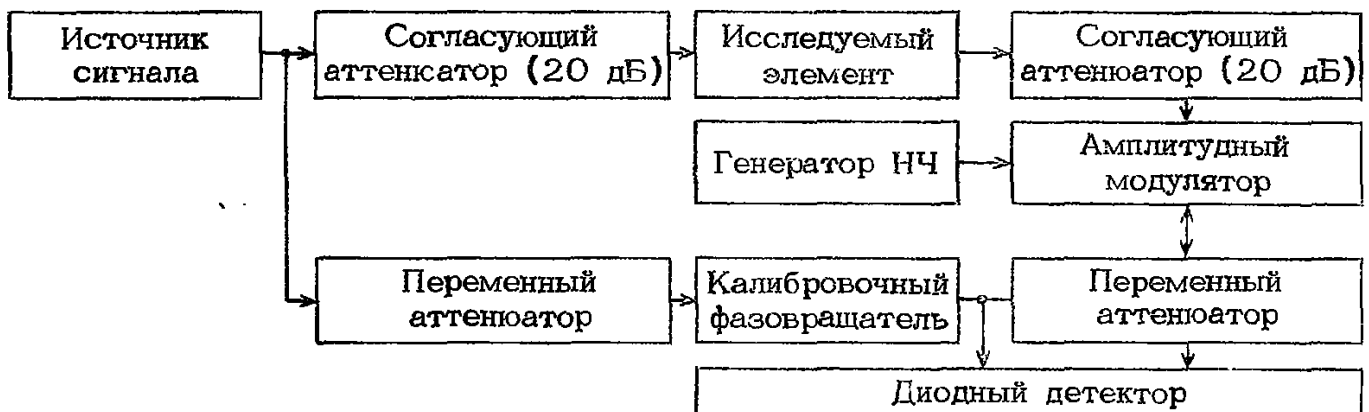 Источник
сигнала
Согласующий
аттенюатор (20 дБ)
Исследуемый
элемент
Согласующий
аттенюатор (20 дБ)
Генератор НЧ
Амплитудный
модулятор
Переменный
аттенюатор
Калибровочный
фазовращатель
Переменный
аттенюатор
Диодный детектор